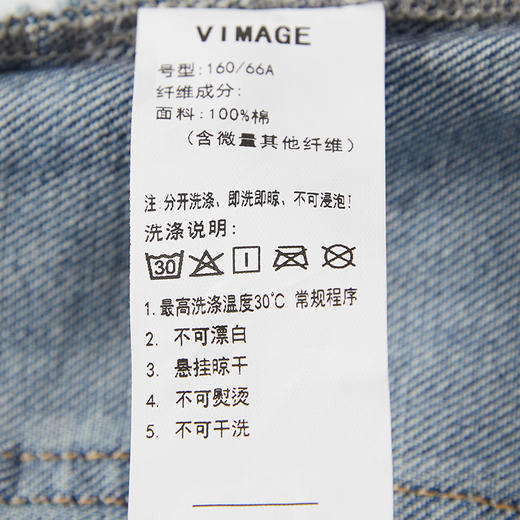 VIMAGE
号型:160/66A
纤维成分:
面料:100%棉
(含微量其他纤维)
注:分开洗涤、即洗即晾、不可浸泡!
洗涤说明:
30
1.最高洗涤温度30℃ 常规程序
2. 不可漂白
3. 悬挂晾干
4. 不可熨烫
5. 不可干洗